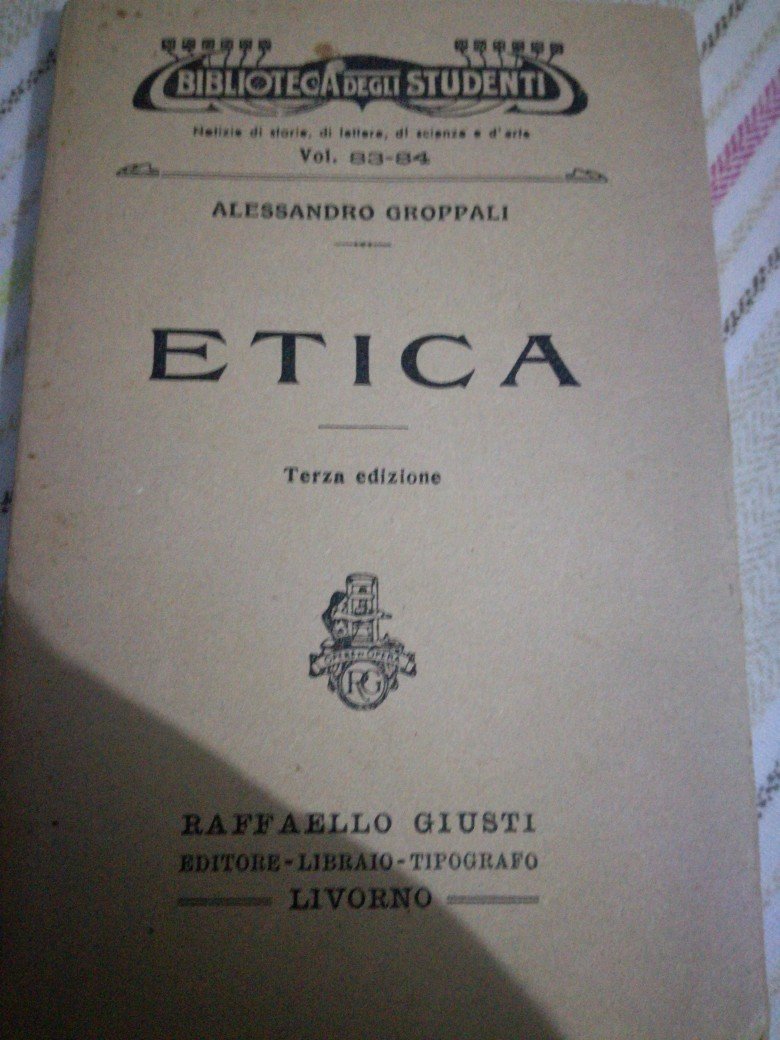 BIBLIOTECA DEGLI STUDENTI
Notizie di storia, di lettere, di scienze e d'arte
Vol. 83-84
ALESSANDRO GROPPALI
ETICA
Terza edizione
RG
RAFFAELLO GIUSTI
EDITORE-LIBRAIO-TIPOGRAFO
LIVORNO